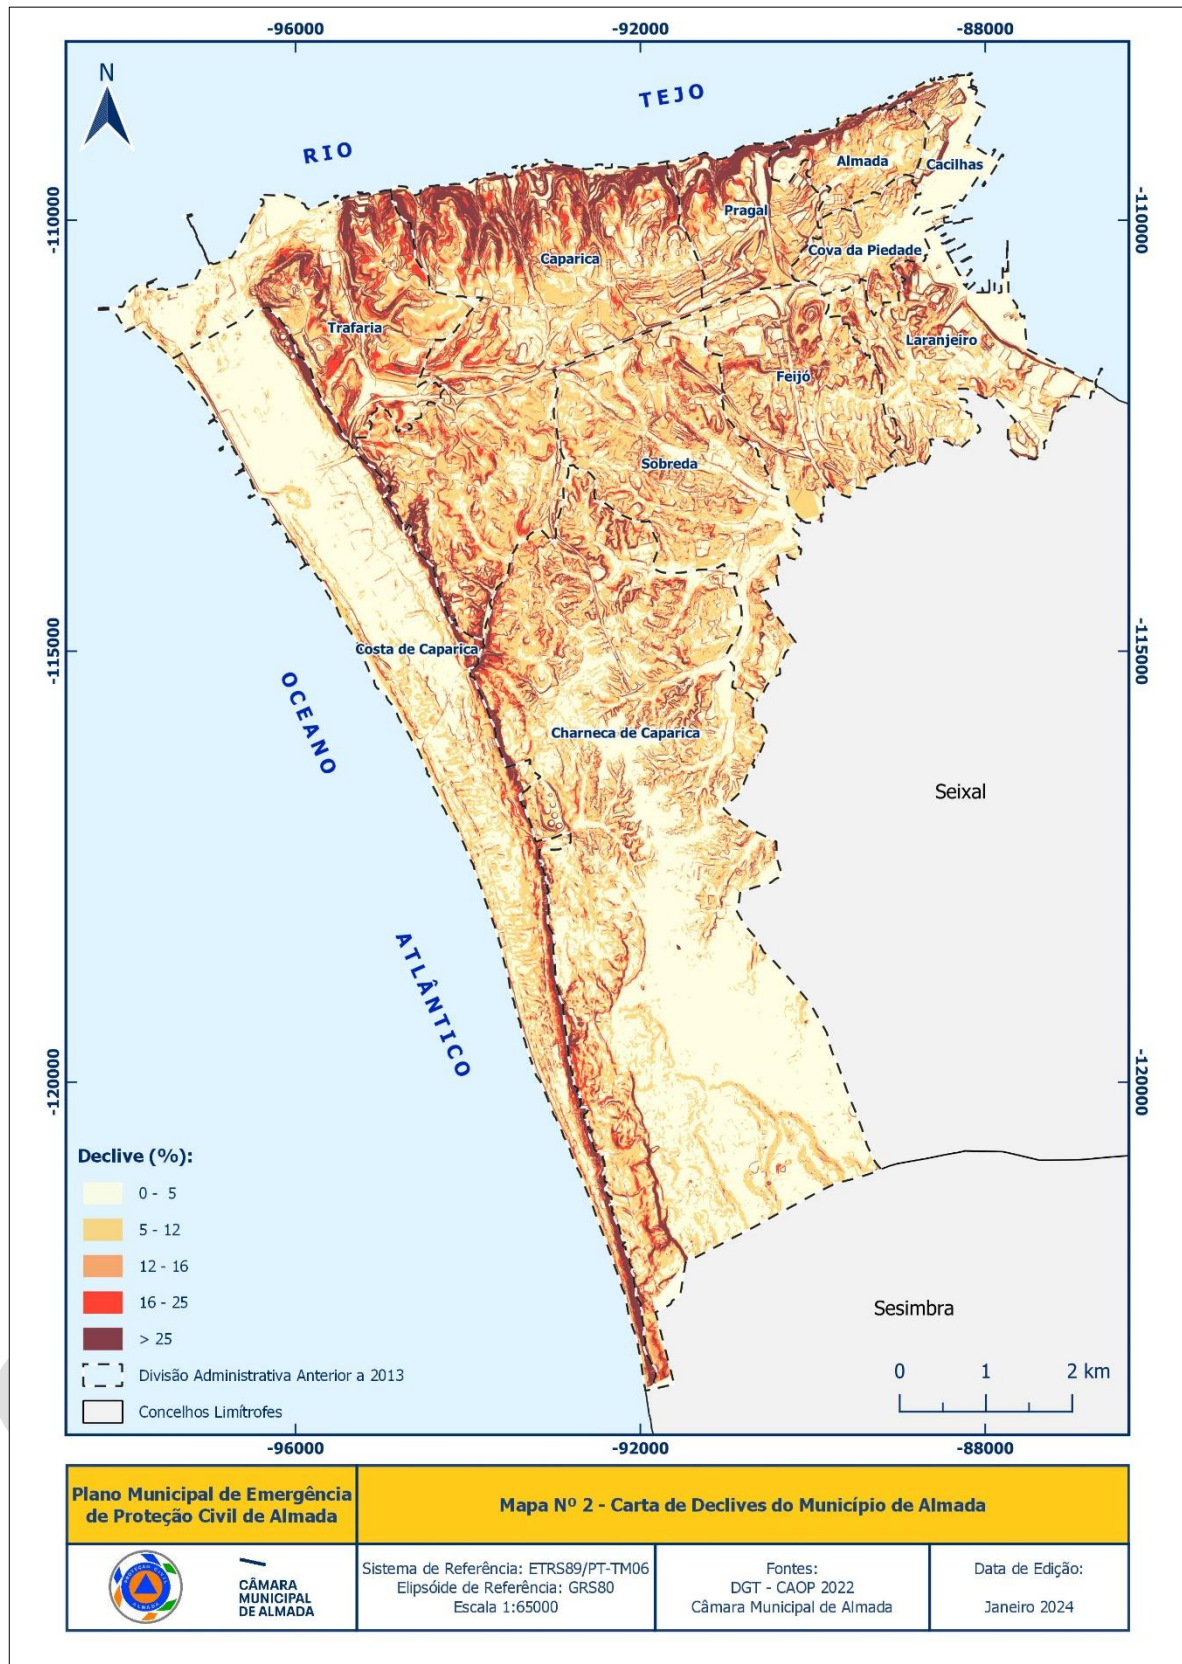 -96000
-92000
-88000
N
RIO
TEJO
-110000
-110000
Almada
Cacilhas
Pragal
Cova da Piedade
Caparica
Trafaria
Laranjeiro
Feijó
Sobreda
-115000
-115000
Costa de Caparica
OCEANO
Charneca de Caparica
Seixal
ATLÂNTICO
-120000
-120000
Declive (%):
0 - 5
5 - 12
12 - 16
16 - 25
> 25
Divisão Administrativa Anterior a 2013
Concelhos Limítrofes
Sesimbra
0 1 2 km
-96000
-92000
-88000
Plano Municipal de Emergência
de Proteção Civil de Almada
Mapa Nº 2 - Carta de Declives do Município de Almada
PROTEÇÃO CIVIL
ALMADA
CÂMARA
MUNICIPAL
DE ALMADA
Sistema de Referência: ETRS89/PT-TM06
Elipsóide de Referência: GRS80
Escala 1:65000
Fontes:
DGT - CAOP 2022
Câmara Municipal de Almada
Data de Edição:
Janeiro 2024